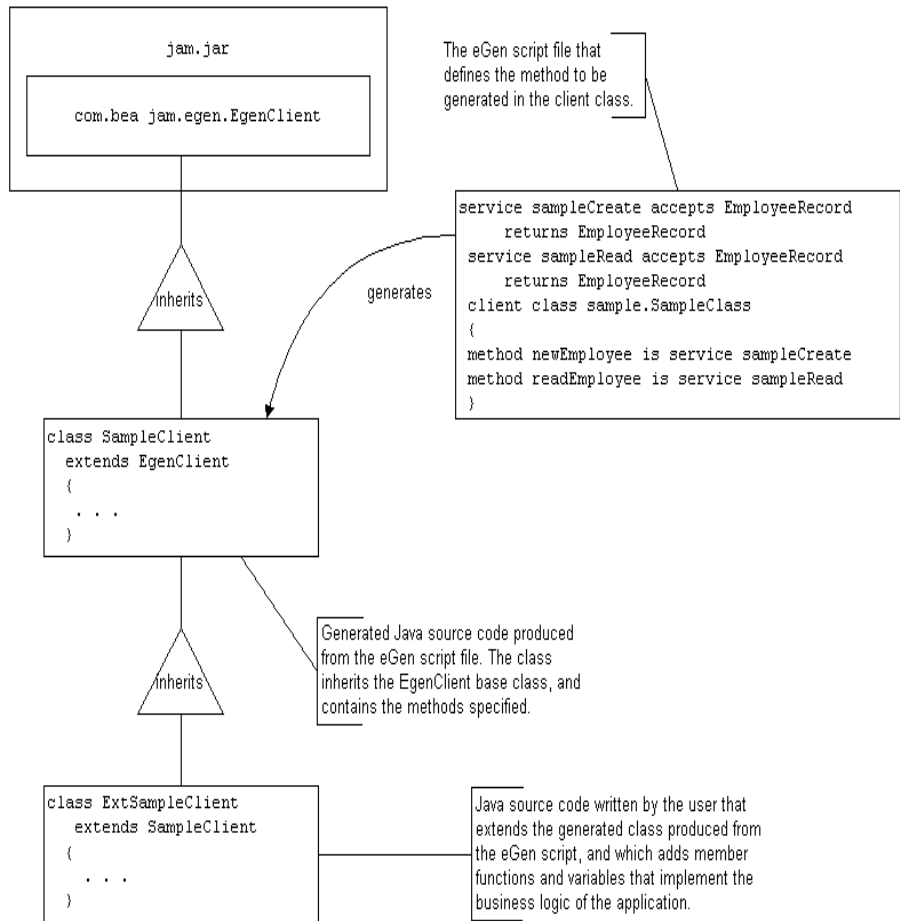 jam.jar
com.bea jam.egen.EgenClient
The eGen script file that
defines the method to be
generated in the client class.
service sampleCreate accepts EmployeeRecord
returns EmployeeRecord
service sampleRead accepts EmployeeRecord
returns EmployeeRecord
client class sample.SampleClass
{
method newEmployee is service sampleCreate
method readEmployee is service sampleRead
}
generates
inherits
class SampleClient
extends EgenClient
{
. . .
}
Generated Java source code produced
from the eGen script file. The class
inherits the EgenClient base class, and
contains the methods specified.
inherits
class ExtSampleClient
extends SampleClient
{
. . .
}
Java source code written by the user that
extends the generated class produced from
the eGen script, and which adds member
functions and variables that implement the
business logic of the application.